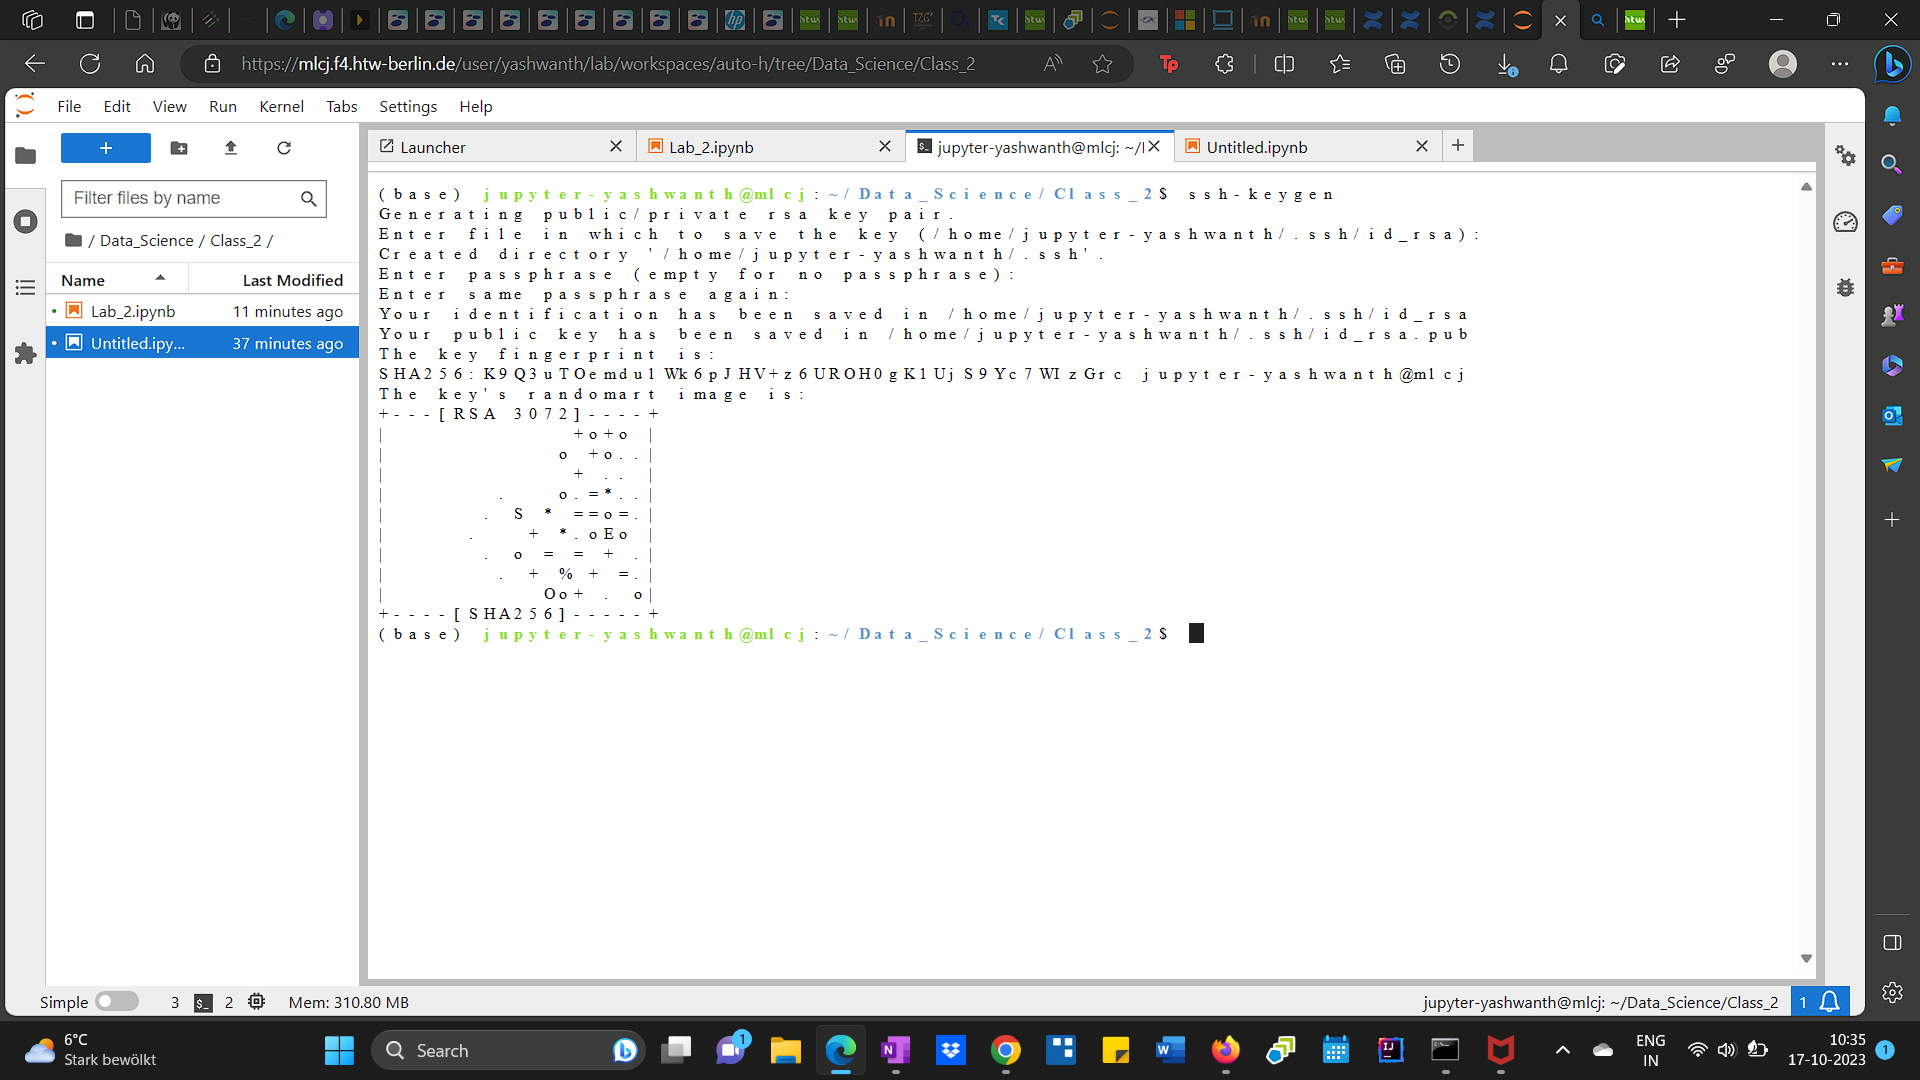 https://mlcj.f4.htw-berlin.de/user/yashwanth/lab/workspaces/auto-h/tree/Data_Science/Class_2
File Edit View Run Kernel Tabs Settings Help
Filter files by name
/ Data_Science / Class_2 /
Name Last Modified
Lab_2.ipynb 11 minutes ago
Untitled.ipy... 37 minutes ago
Launcher Lab_2.ipynb jupyter-yashwanth@mlcj: ~/ Untitled.ipynb
(base) jupyter-yashwanth@mlcj:~/Data_Science/Class_2$ ssh-keygen
Generating public/private rsa key pair.
Enter file in which to save the key (/home/jupyter-yashwanth/.ssh/id_rsa):
Created directory '/home/jupyter-yashwanth/.ssh'.
Enter passphrase (empty for no passphrase):
Enter same passphrase again:
Your identification has been saved in /home/jupyter-yashwanth/.ssh/id_rsa
Your public key has been saved in /home/jupyter-yashwanth/.ssh/id_rsa.pub
The key fingerprint is:
SHA256:K9Q3uTOemdulWk6pJHV+z6UROH0gK1UjS9Yc7WIzGrc jupyter-yashwanth@mlcj
The key's randomart image is:
+---[RSA 3072]----+
|             +o+o |
|            o +o..|
|             + .. |
|        .   o.=*..|
|       . S * ==o=.|
|      .   + *.oEo |
|       . o = = + .|
|        . + % + =.|
|           Oo+ . o|
+----[SHA256]-----+
(base) jupyter-yashwanth@mlcj:~/Data_Science/Class_2$
Simple 3 2 Mem: 310.80 MB jupyter-yashwanth@mlcj: ~/Data_Science/Class_2 1
6°C
Stark bewölkt
Search
1
ENG
IN
10:35
17-10-2023
1